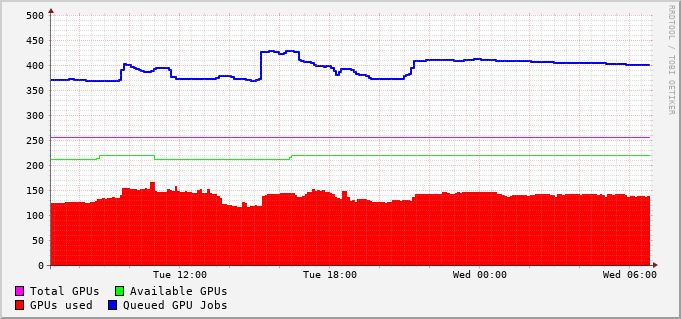 500
450
400
350
300
250
200
150
100
50
0
Tue 12:00 Tue 18:00 Wed 00:00 Wed 06:00
Total GPUs Available GPUs
GPUs used Queued GPU Jobs
RRDTOOL / TOBI OETIKER